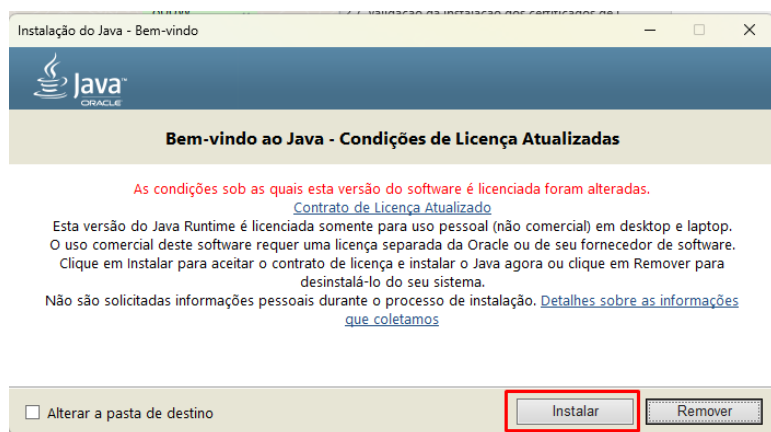 Instalação do Java - Bem-vindo
Java
ORACLE
Bem-vindo ao Java - Condições de Licença Atualizadas
As condições sob as quais esta versão do software é licenciada foram alteradas.
Contrato de Licença Atualizado
Esta versão do Java Runtime é licenciada somente para uso pessoal (não comercial) em desktop e laptop.
O uso comercial deste software requer uma licença separada da Oracle ou de seu fornecedor de software.
Clique em Instalar para aceitar o contrato de licença e instalar o Java agora ou clique em Remover para
desinstalá-lo do seu sistema.
Não são solicitadas informações pessoais durante o processo de instalação. Detalhes sobre as informações
que coletamos
Alterar a pasta de destino
Instalar
Remover